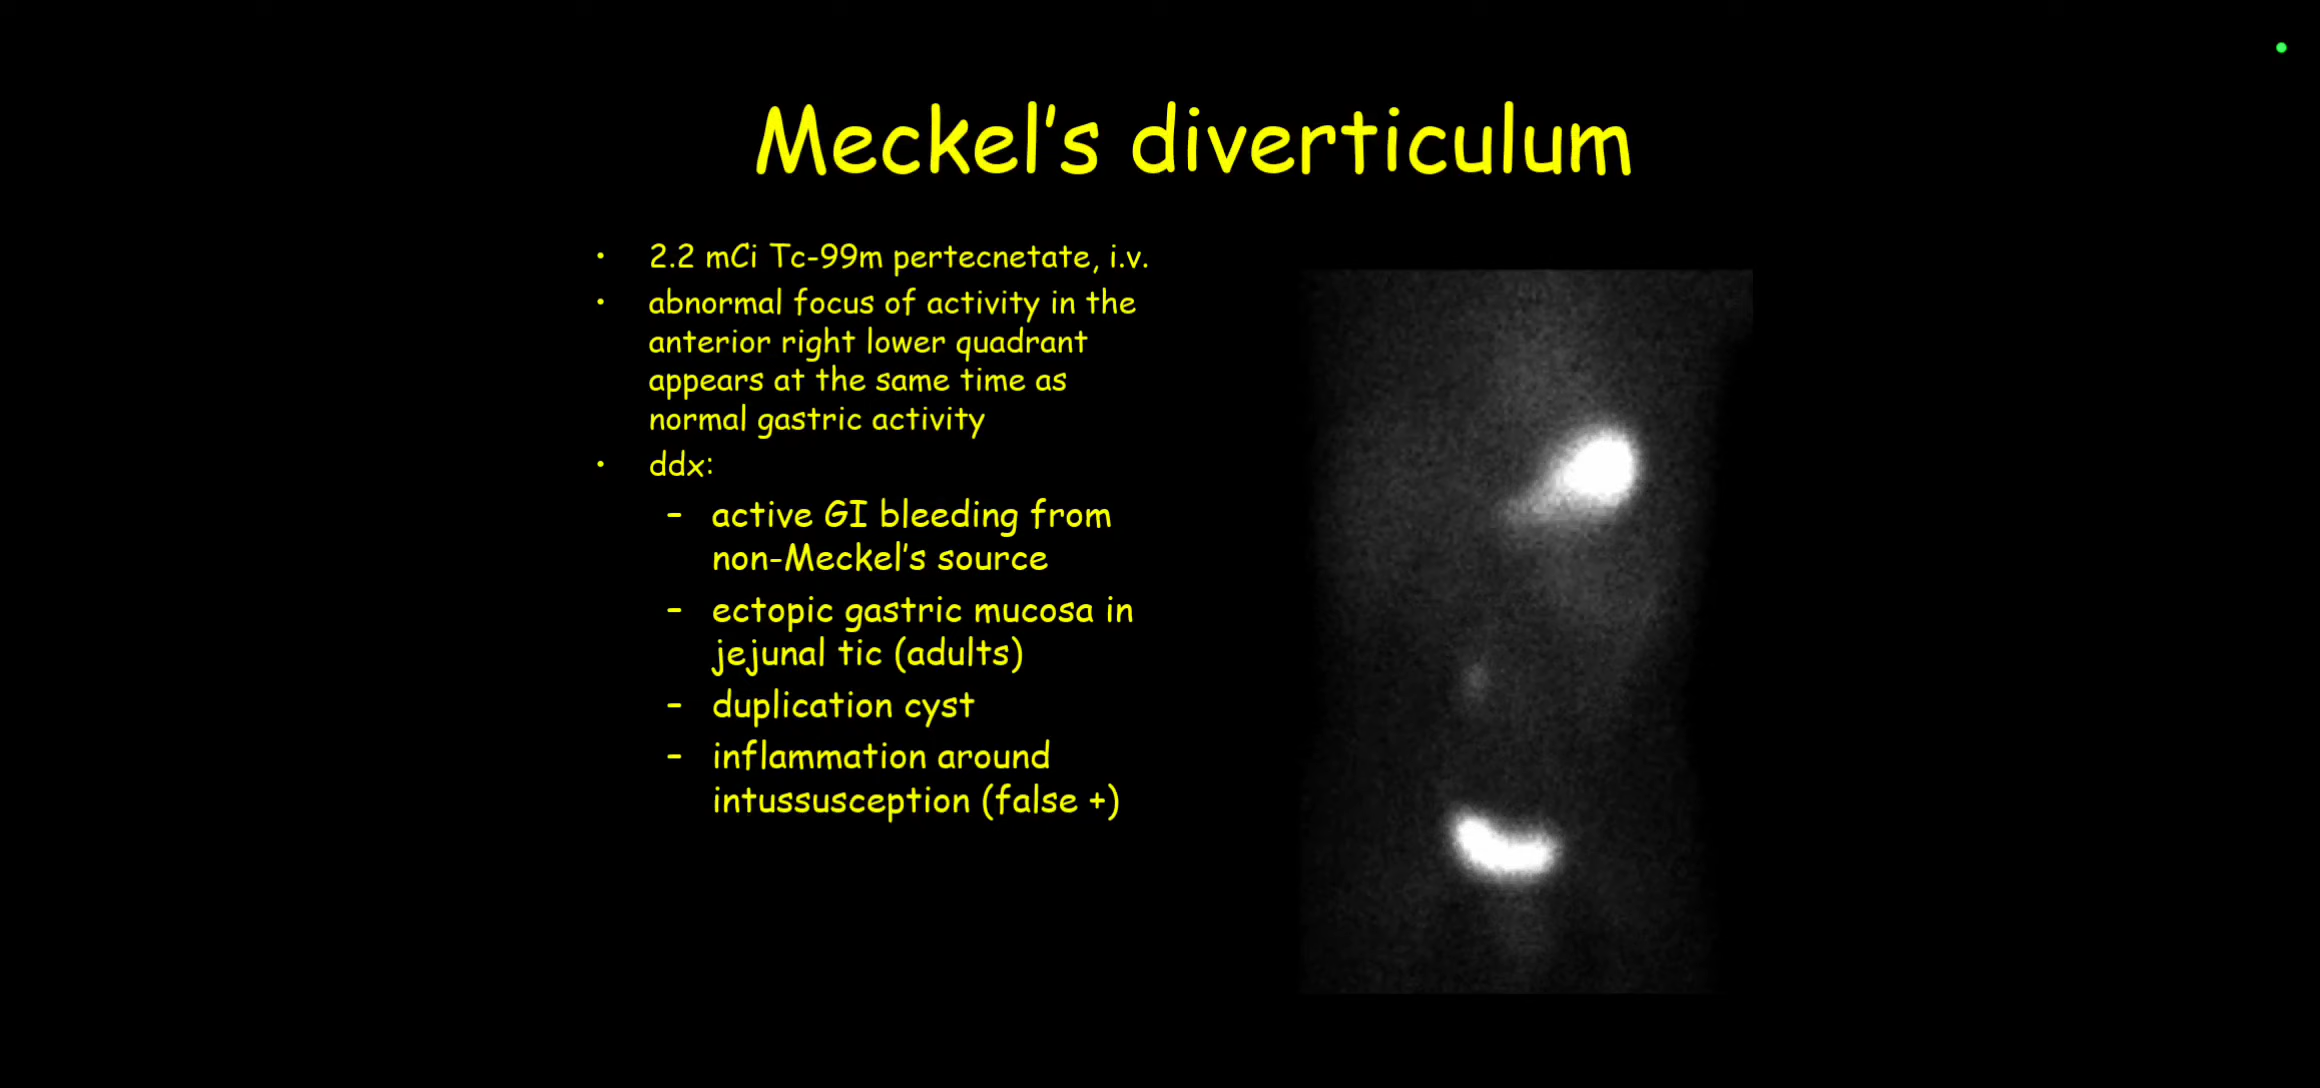 Meckel's diverticulum
• 2.2 mCi Tc-99m pertecnetate, i.v.
• abnormal focus of activity in the
anterior right lower quadrant
appears at the same time as
normal gastric activity
• ddx:
– active GI bleeding from
non-Meckel's source
– ectopic gastric mucosa in
jejunal tic (adults)
– duplication cyst
– inflammation around
intussusception (false +)